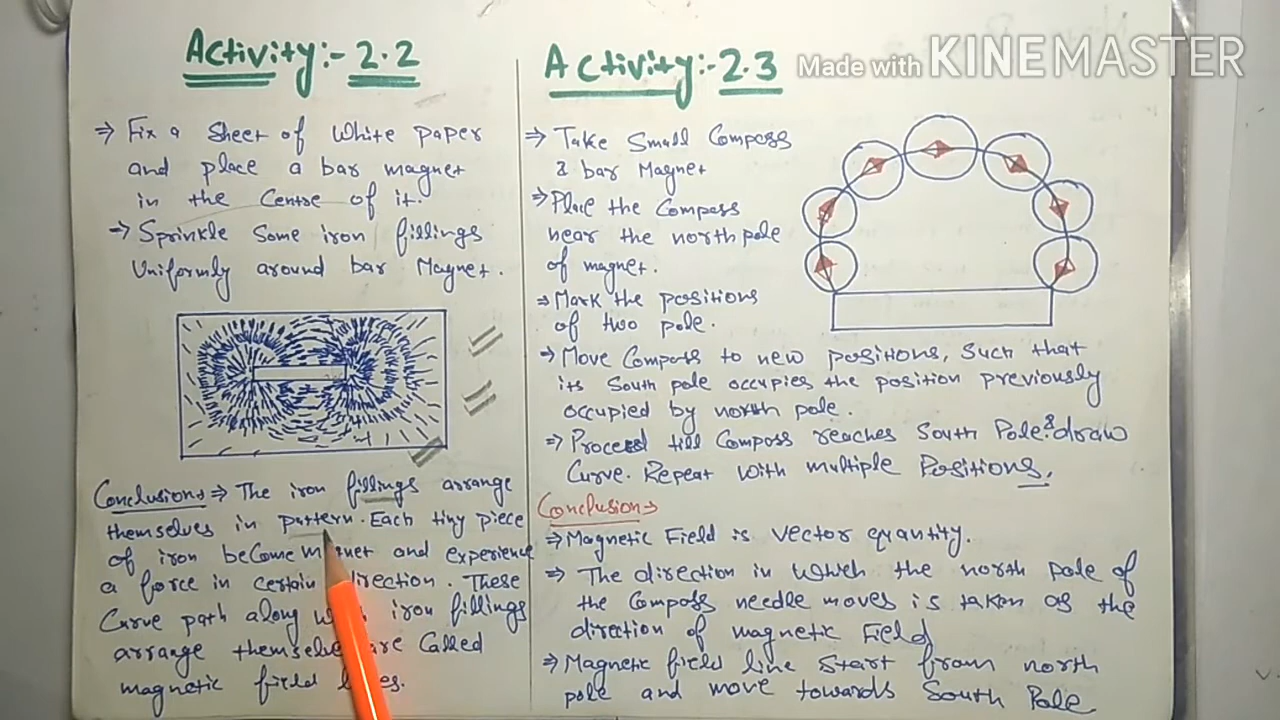 Activity:- 2.2
⇒ Fix a Sheet of White paper
and place a bar magnet
in the Centre of it.
→ Sprinkle Some iron fillings
Uniformly around bar Magnet.
Conclusion ⇒ The iron fillings arrange
themselves in pattern. Each tiny piece
of iron become magnet and experience
a force in certain direction. These
Curve path along iron fillings
arrange are Called
magnetic field lines.
Activity:- 2.3
Made with KINEMASTER
⇒ Take Small Compass
& bar Magnet
⇒ Place the Compass
near the north pole
of magnet.
⇒ Mark the positions
of two pole.
⇒ Move Compass to new positions, Such that
its South pole occupies the position previously
occupied by north pole.
⇒ Proceed till Compass reaches South Pole & draw
Curve. Repeat with multiple Positions.
Conclusion→
⇒ Magnetic Field is vector quantity.
⇒ The direction in which the north pole of
the Compass needle moves is taken as the
direction of magnetic Field
⇒ Magnetic field line Start from north
pole and move towards South Pole